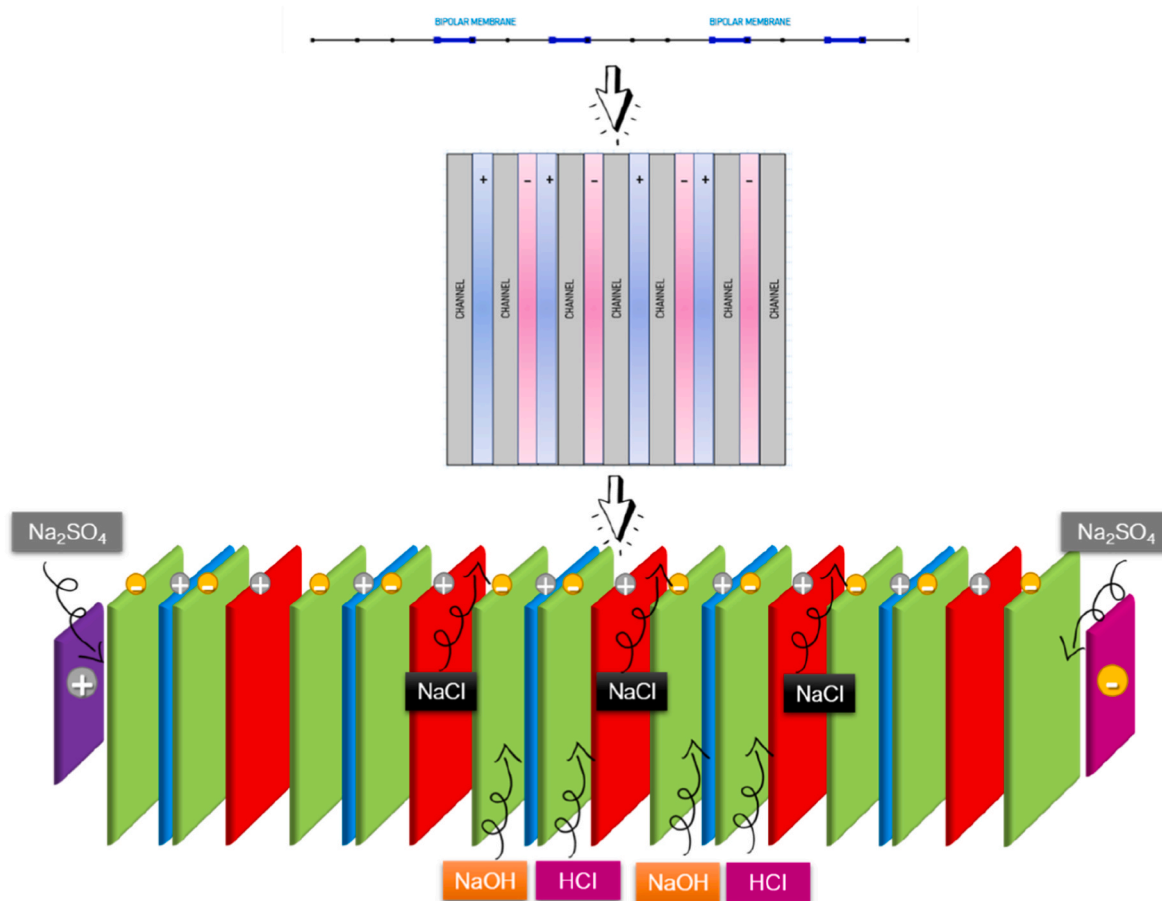 BIPOLAR MEMBRANE BIPOLAR MEMBRANE
+ − + − + − + −
CHANNEL CHANNEL CHANNEL CHANNEL CHANNEL CHANNEL CHANNEL
Na₂SO₄ Na₂SO₄
− + − + − + − + − + − + − + − + − + − + −
+ NaCl NaCl NaCl −
NaOH HCl NaOH HCl